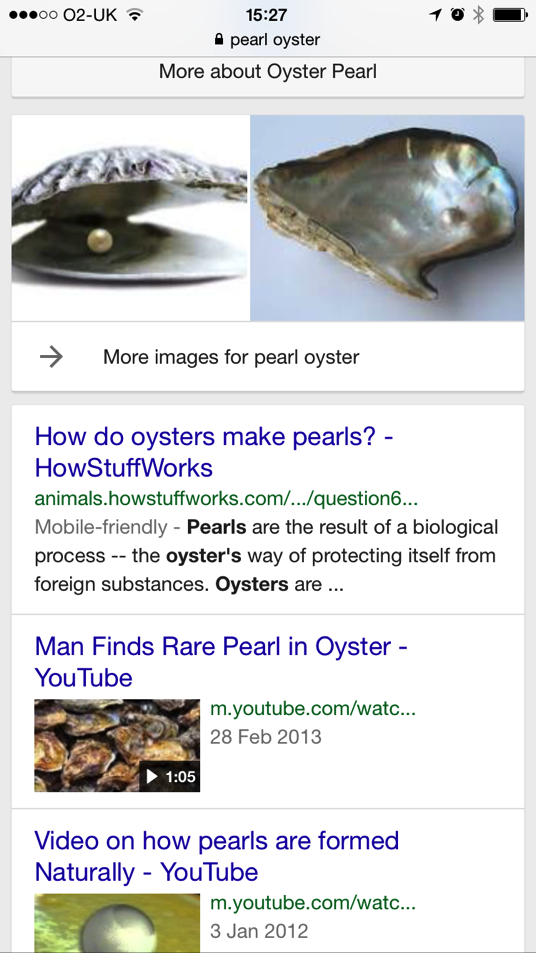 O2-UK 15:27
pearl oyster
More about Oyster Pearl
More images for pearl oyster
How do oysters make pearls? -
HowStuffWorks
animals.howstuffworks.com/.../question6...
Mobile-friendly - Pearls are the result of a biological
process -- the oyster's way of protecting itself from
foreign substances. Oysters are ...
Man Finds Rare Pearl in Oyster -
YouTube
m.youtube.com/watc...
28 Feb 2013
1:05
Video on how pearls are formed
Naturally - YouTube
m.youtube.com/watc...
3 Jan 2012